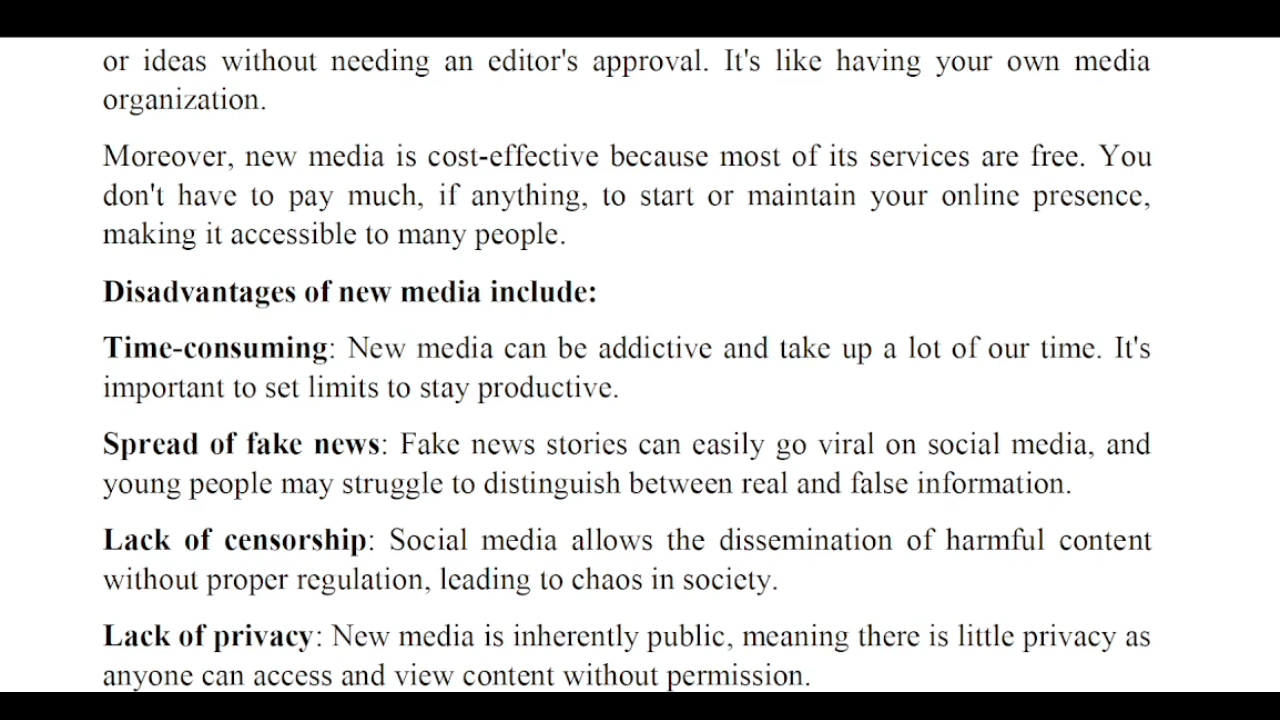 or ideas without needing an editor's approval. It's like having your own media
organization.
Moreover, new media is cost-effective because most of its services are free. You
don't have to pay much, if anything, to start or maintain your online presence,
making it accessible to many people.
Disadvantages of new media include:
Time-consuming: New media can be addictive and take up a lot of our time. It's
important to set limits to stay productive.
Spread of fake news: Fake news stories can easily go viral on social media, and
young people may struggle to distinguish between real and false information.
Lack of censorship: Social media allows the dissemination of harmful content
without proper regulation, leading to chaos in society.
Lack of privacy: New media is inherently public, meaning there is little privacy as
anyone can access and view content without permission.